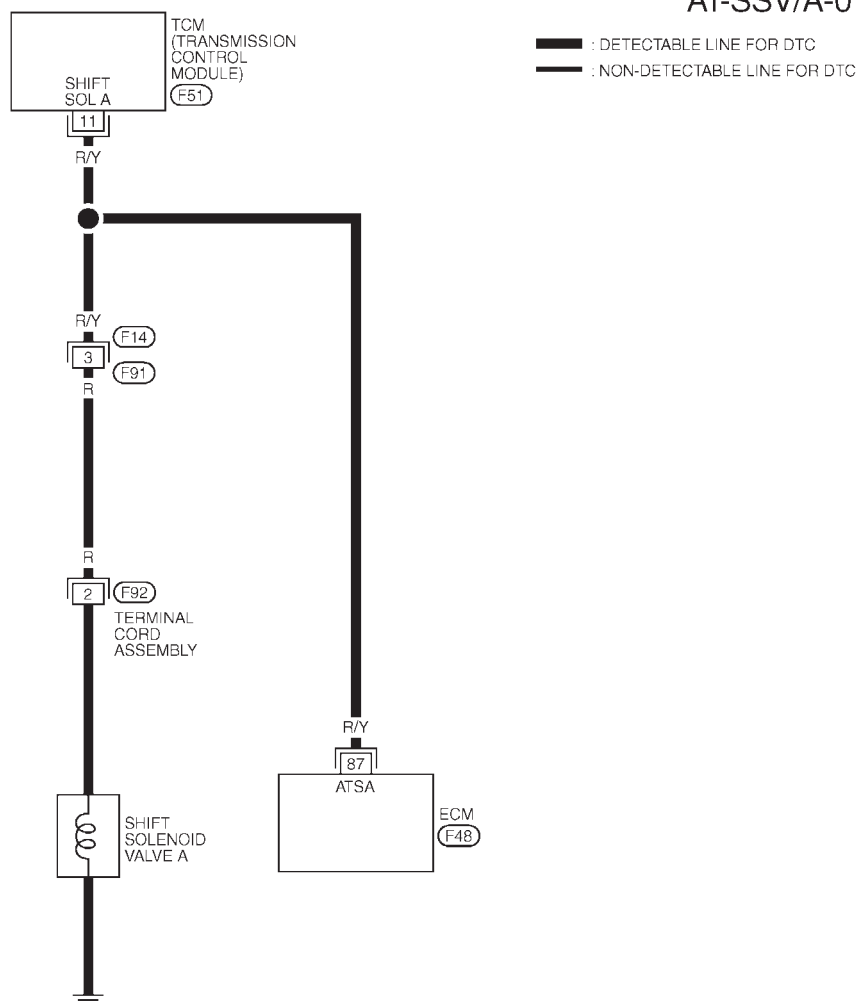 AT-SSV/A-0
: DETECTABLE LINE FOR DTC
: NON-DETECTABLE LINE FOR DTC
TCM
(TRANSMISSION
CONTROL
MODULE)
F51
SHIFT
SOL A
11
R/Y
R/Y
F14
3
F91
R
R
2
F92
TERMINAL
CORD
ASSEMBLY
R/Y
87
ATSA
ECM
F48
SHIFT
SOLENOID
VALVE A